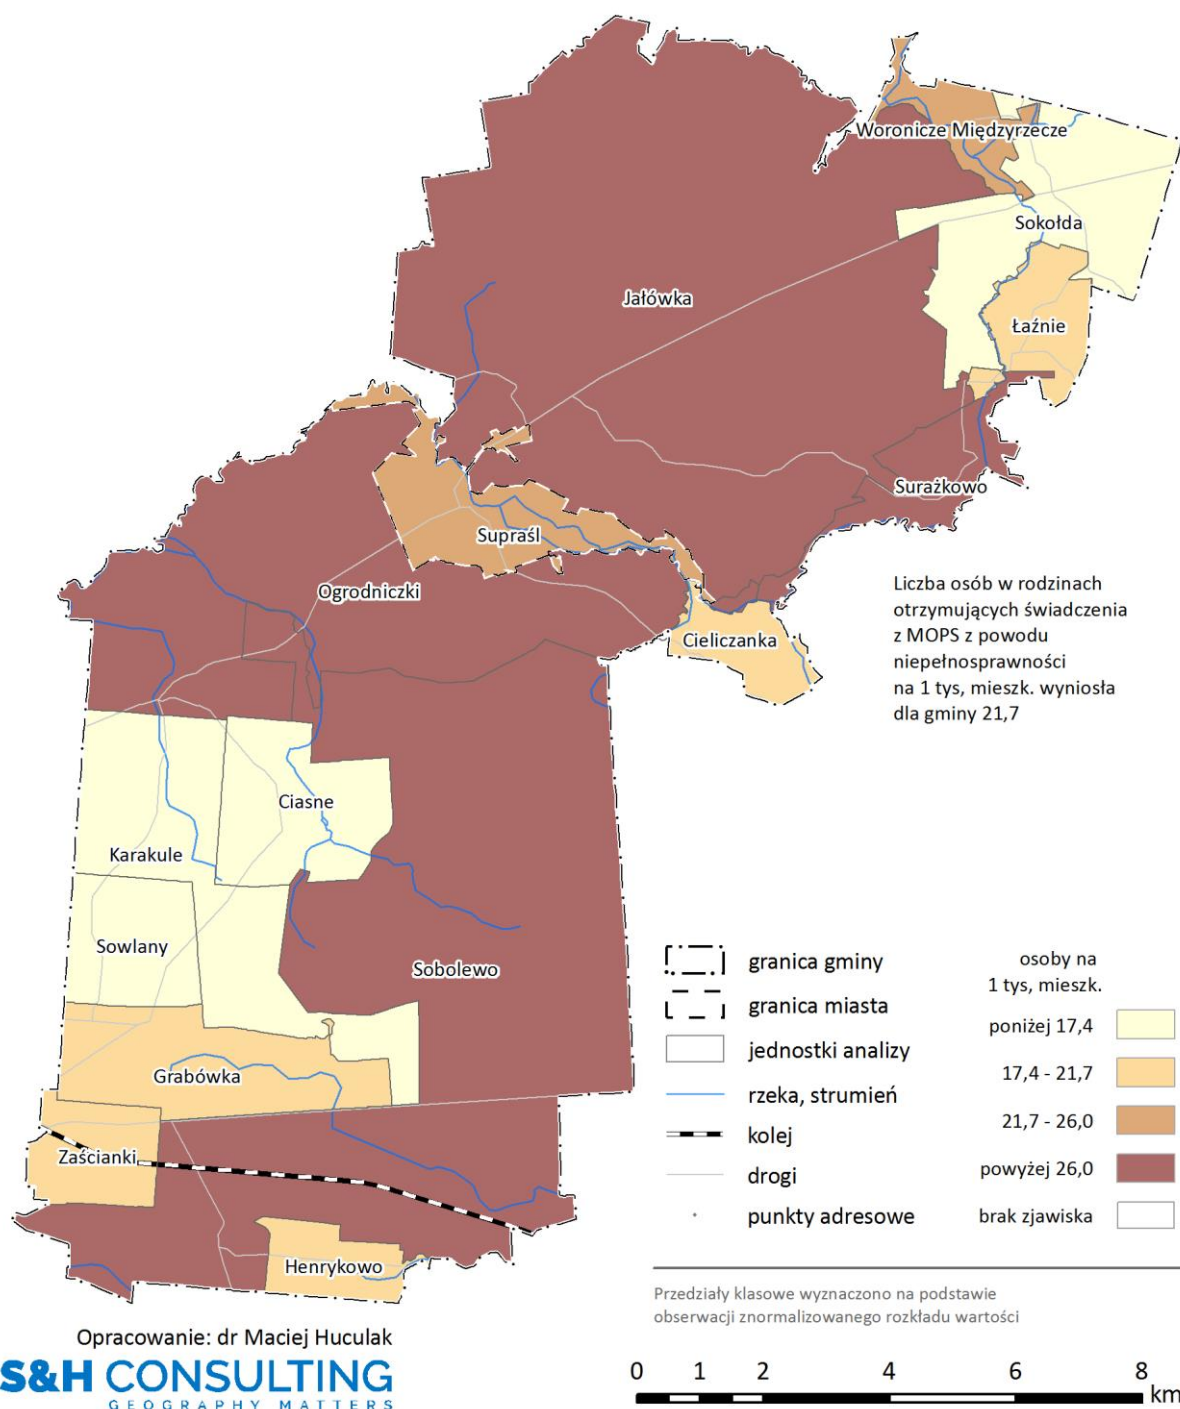 Woronicze Międzyrzecze
Sokołda
Jałówka
Łaźnie
Surażkowo
Supraśl
Ogrodniczki
Cieliczanka
Liczba osób w rodzinach
otrzymujących świadczenia
z MOPS z powodu
niepełnosprawności
na 1 tys, mieszk. wyniosła
dla gminy 21,7
Ciasne
Karakule
Sowlany
Sobolewo
Grabówka
Zaścianki
Henrykowo
granica gminy
granica miasta
jednostki analizy
rzeka, strumień
kolej
drogi
punkty adresowe
osoby na
1 tys, mieszk.
poniżej 17,4
17,4 - 21,7
21,7 - 26,0
powyżej 26,0
brak zjawiska
Przedziały klasowe wyznaczono na podstawie
obserwacji znormalizowanego rozkładu wartości
Opracowanie: dr Maciej Huculak
S&H CONSULTING
GEOGRAPHY MATTERS
0 1 2 4 6 8
km